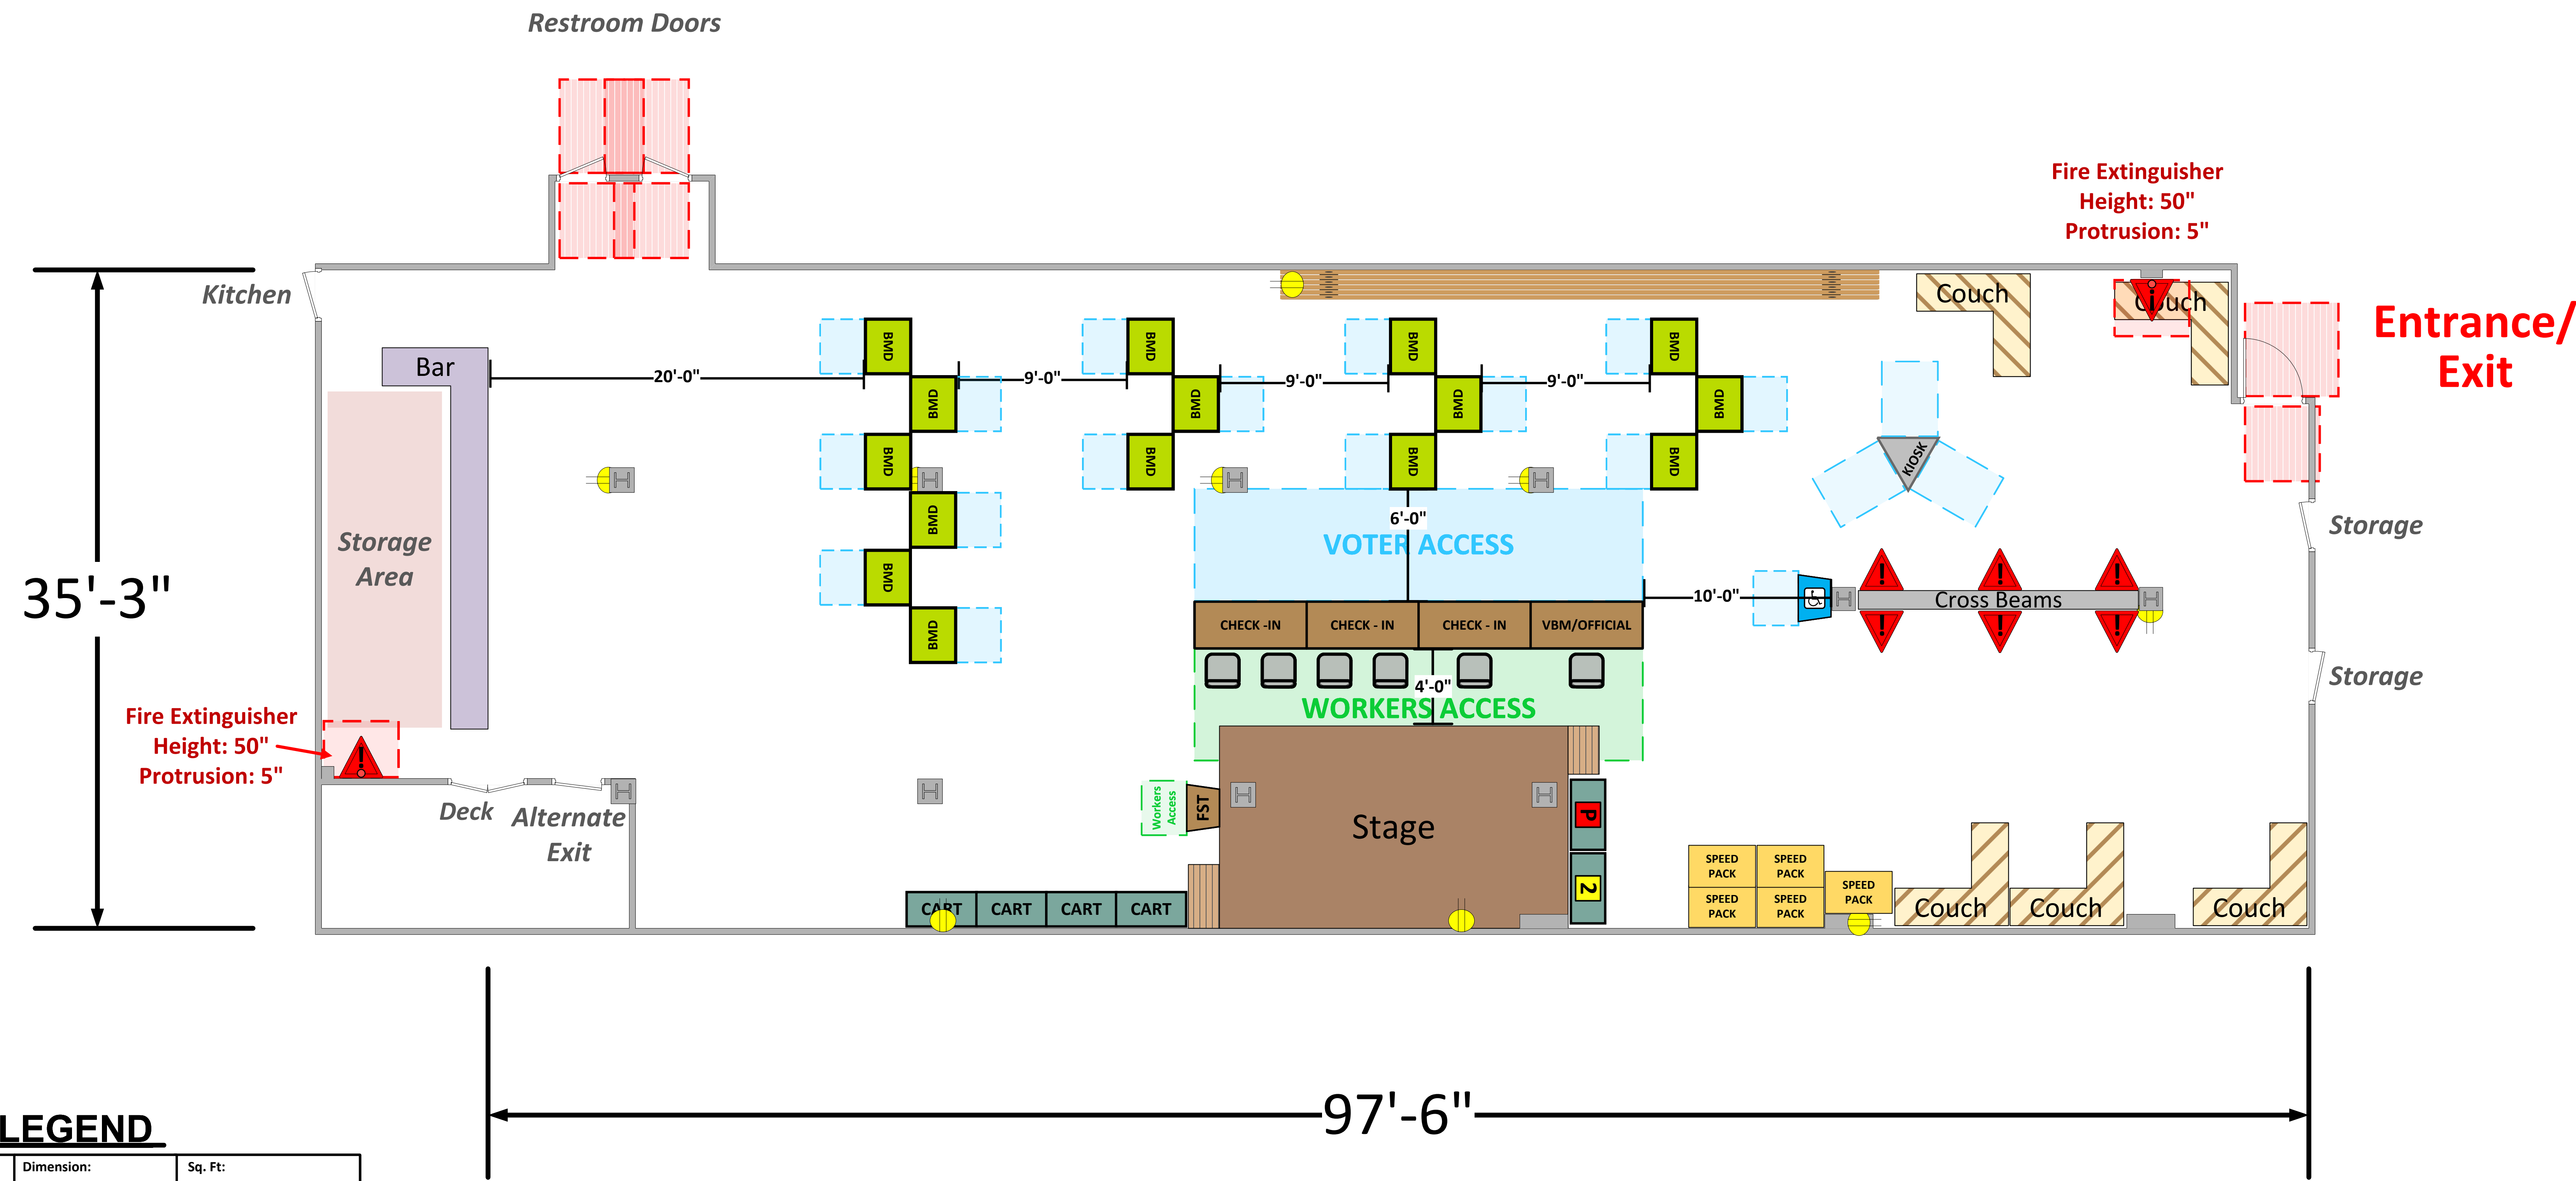 Restroom Doors
Fire Extinguisher
Height: 50"
Protrusion: 5"
Kitchen
Couch
Couch
Entrance/
Exit
Bar
BMD
BMD
BMD
BMD
20'-0"
9'-0"
9'-0"
9'-0"
BMD
BMD
BMD
BMD
BMD
BMD
BMD
BMD
KIOSK
H
H
H
H
BMD
6'-0"
VOTER ACCESS
Storage
Storage
Area
35'-3"
BMD
10'-0"
H
Cross Beams
H
!
!
!
!
!
!
CHECK -IN
CHECK - IN
CHECK - IN
VBM/OFFICIAL
BMD
Storage
4'-0"
WORKERS ACCESS
Fire Extinguisher
Height: 50"
Protrusion: 5"
!
Deck
Alternate
Exit
H
H
H
H
Workers
Access
FST
Stage
P
2
SPEED
PACK
SPEED
PACK
SPEED
PACK
SPEED
PACK
SPEED
PACK
CART
CART
CART
CART
Couch
Couch
Couch
97'-6"
LEGEND
Dimension:
Sq. Ft: